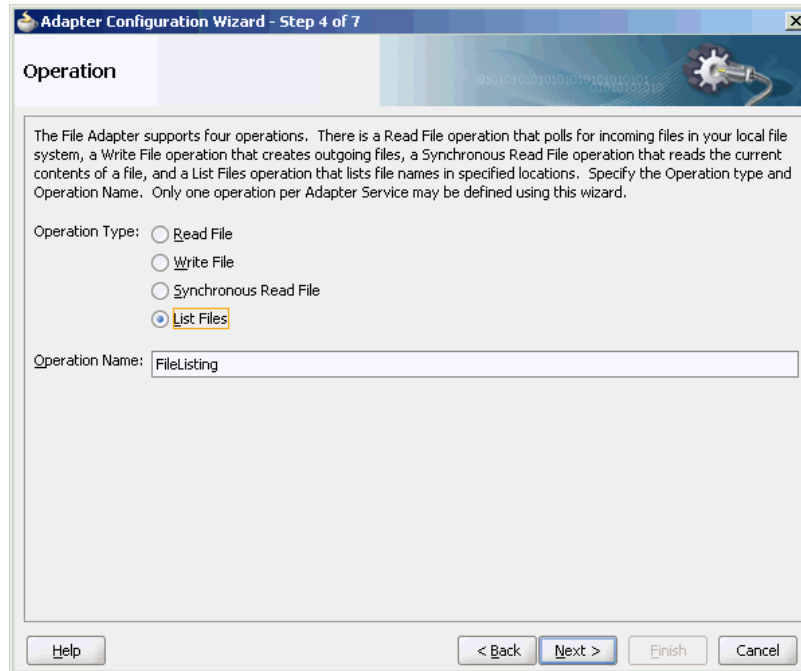 Adapter Configuration Wizard - Step 4 of 7
Operation
The File Adapter supports four operations. There is a Read File operation that polls for incoming files in your local file
system, a Write File operation that creates outgoing files, a Synchronous Read File operation that reads the current
contents of a file, and a List Files operation that lists file names in specified locations. Specify the Operation type and
Operation Name. Only one operation per Adapter Service may be defined using this wizard.
Operation Type: Read File
Write File
Synchronous Read File
List Files
Operation Name: FileListing
Help < Back Next > Finish Cancel